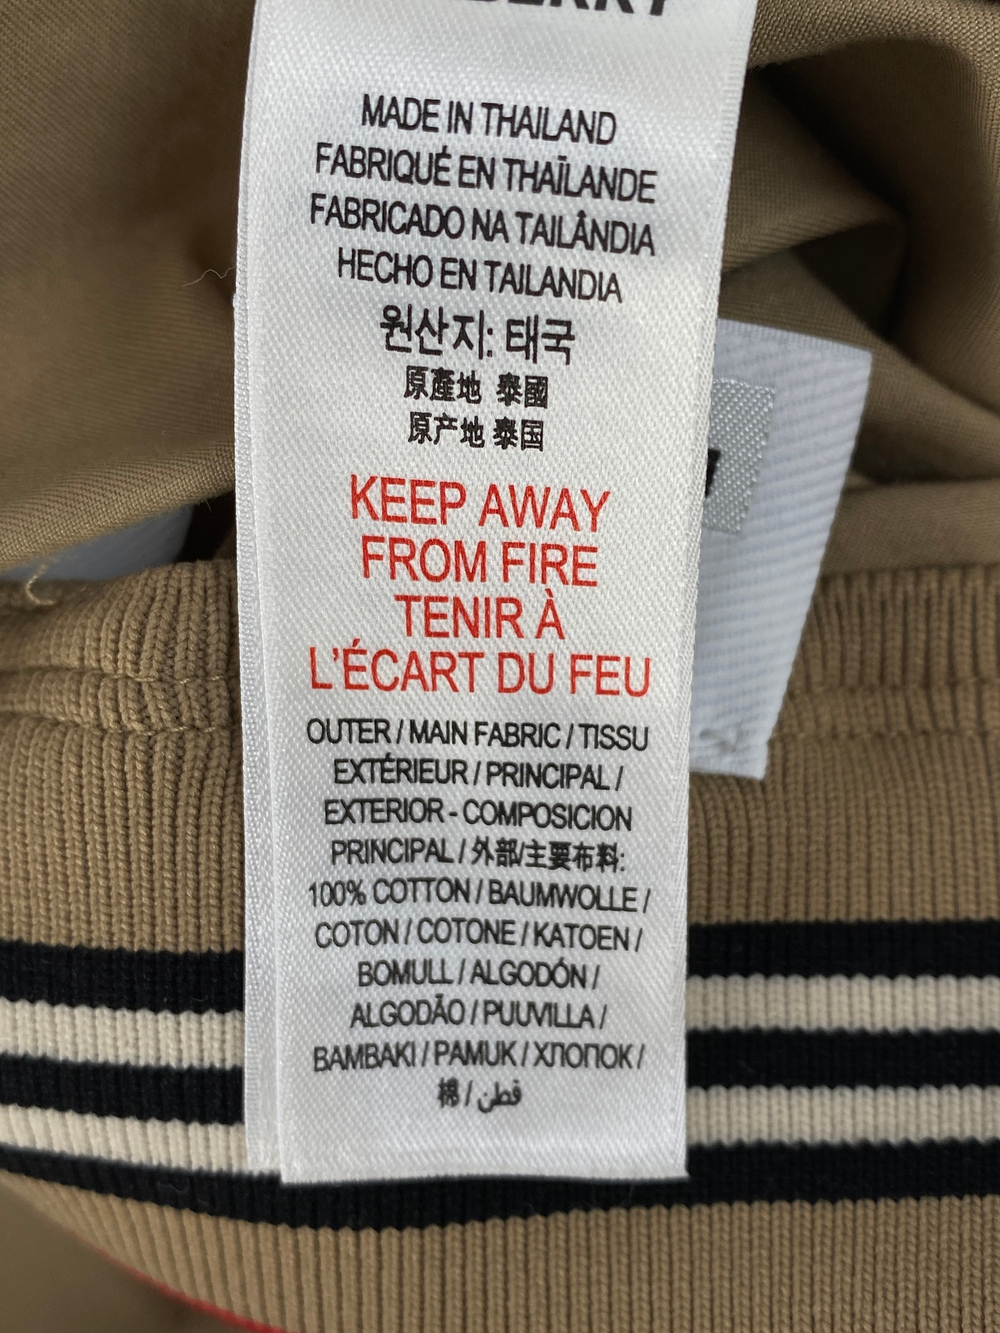 MADE IN THAILAND
FABRIQUÉ EN THAÏLANDE
FABRICADO NA TAILÂNDIA
HECHO EN TAILANDIA
원산지: 태국
原產地 泰國
原产地 泰国
KEEP AWAY
FROM FIRE
TENIR À
L'ÉCART DU FEU
OUTER / MAIN FABRIC / TISSU
EXTÉRIEUR / PRINCIPAL /
EXTERIOR - COMPOSICION
PRINCIPAL / 外部/主要布料:
100% COTTON / BAUMWOLLE /
COTON / COTONE / KATOEN /
BOMULL / ALGODÓN /
ALGODÃO / PUUVILLA /
BAMBAKI / PAMUK / ХЛОПОК /
棉 / قطن